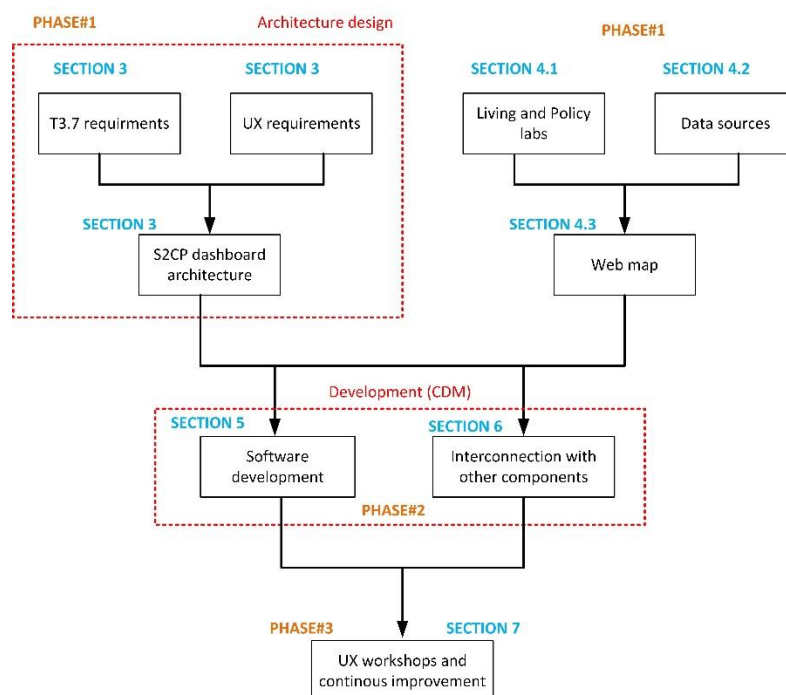 PHASE#1
Architecture design
PHASE#1
SECTION 3
SECTION 3
SECTION 4.1
SECTION 4.2
T3.7 requirments
UX requirements
Living and Policy
labs
Data sources
SECTION 3
SECTION 4.3
S2CP dashboard
architecture
Web map
Development (CDM)
SECTION 5
SECTION 6
Software
development
Interconnection with
other components
PHASE#2
PHASE#3
SECTION 7
UX workshops and
continous improvement